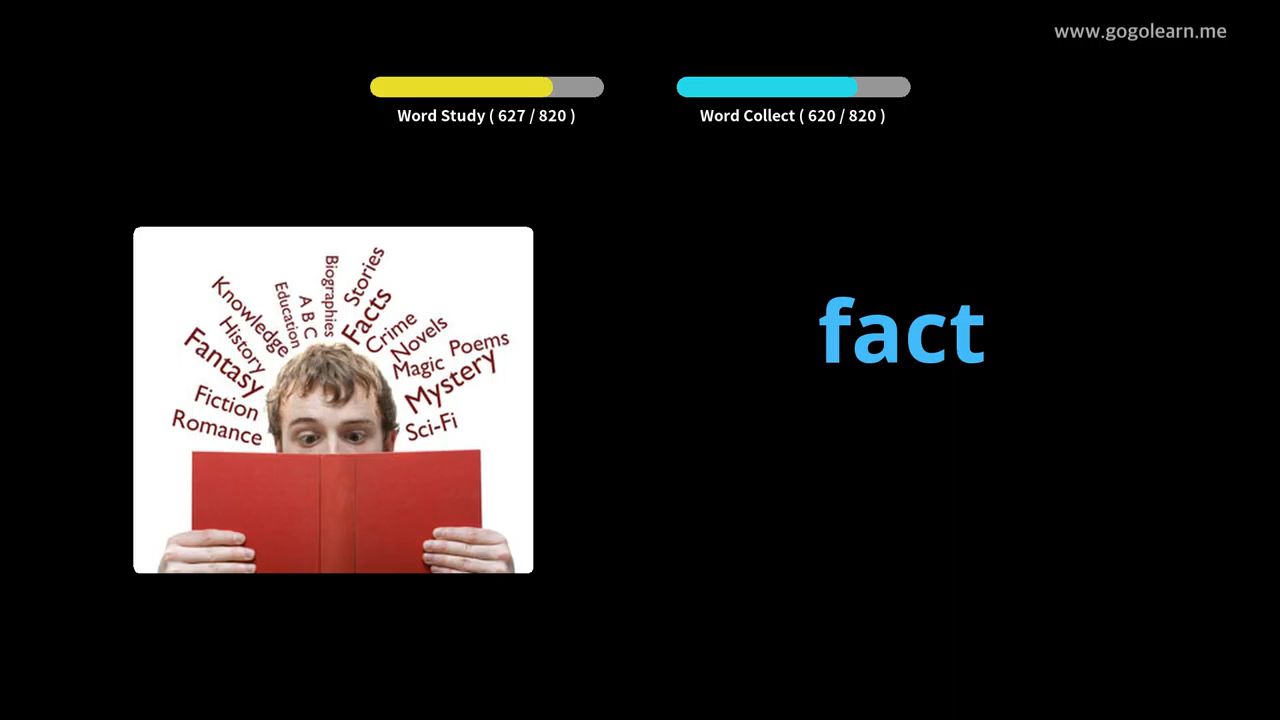 www.gogolearn.me
Word Study ( 627 / 820 )
Word Collect ( 620 / 820 )
Romance
Fiction
Fantasy
History
Knowledge
Education
A B C
Biographies
Stories
Facts
Crime
Novels
Magic
Poems
Mystery
Sci-Fi
fact